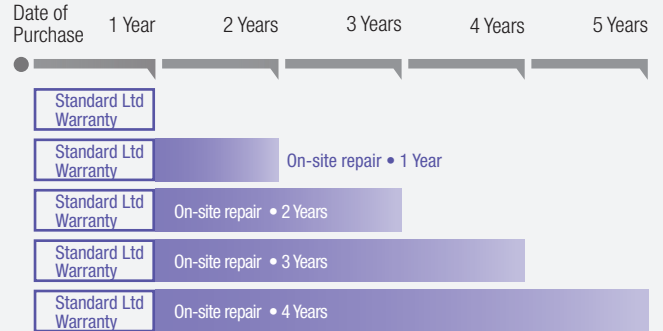 Date of
Purchase
1 Year
2 Years
3 Years
4 Years
5 Years
Standard Ltd
Warranty
Standard Ltd
Warranty
On-site repair • 1 Year
Standard Ltd
Warranty
On-site repair • 2 Years
Standard Ltd
Warranty
On-site repair • 3 Years
Standard Ltd
Warranty
On-site repair • 4 Years